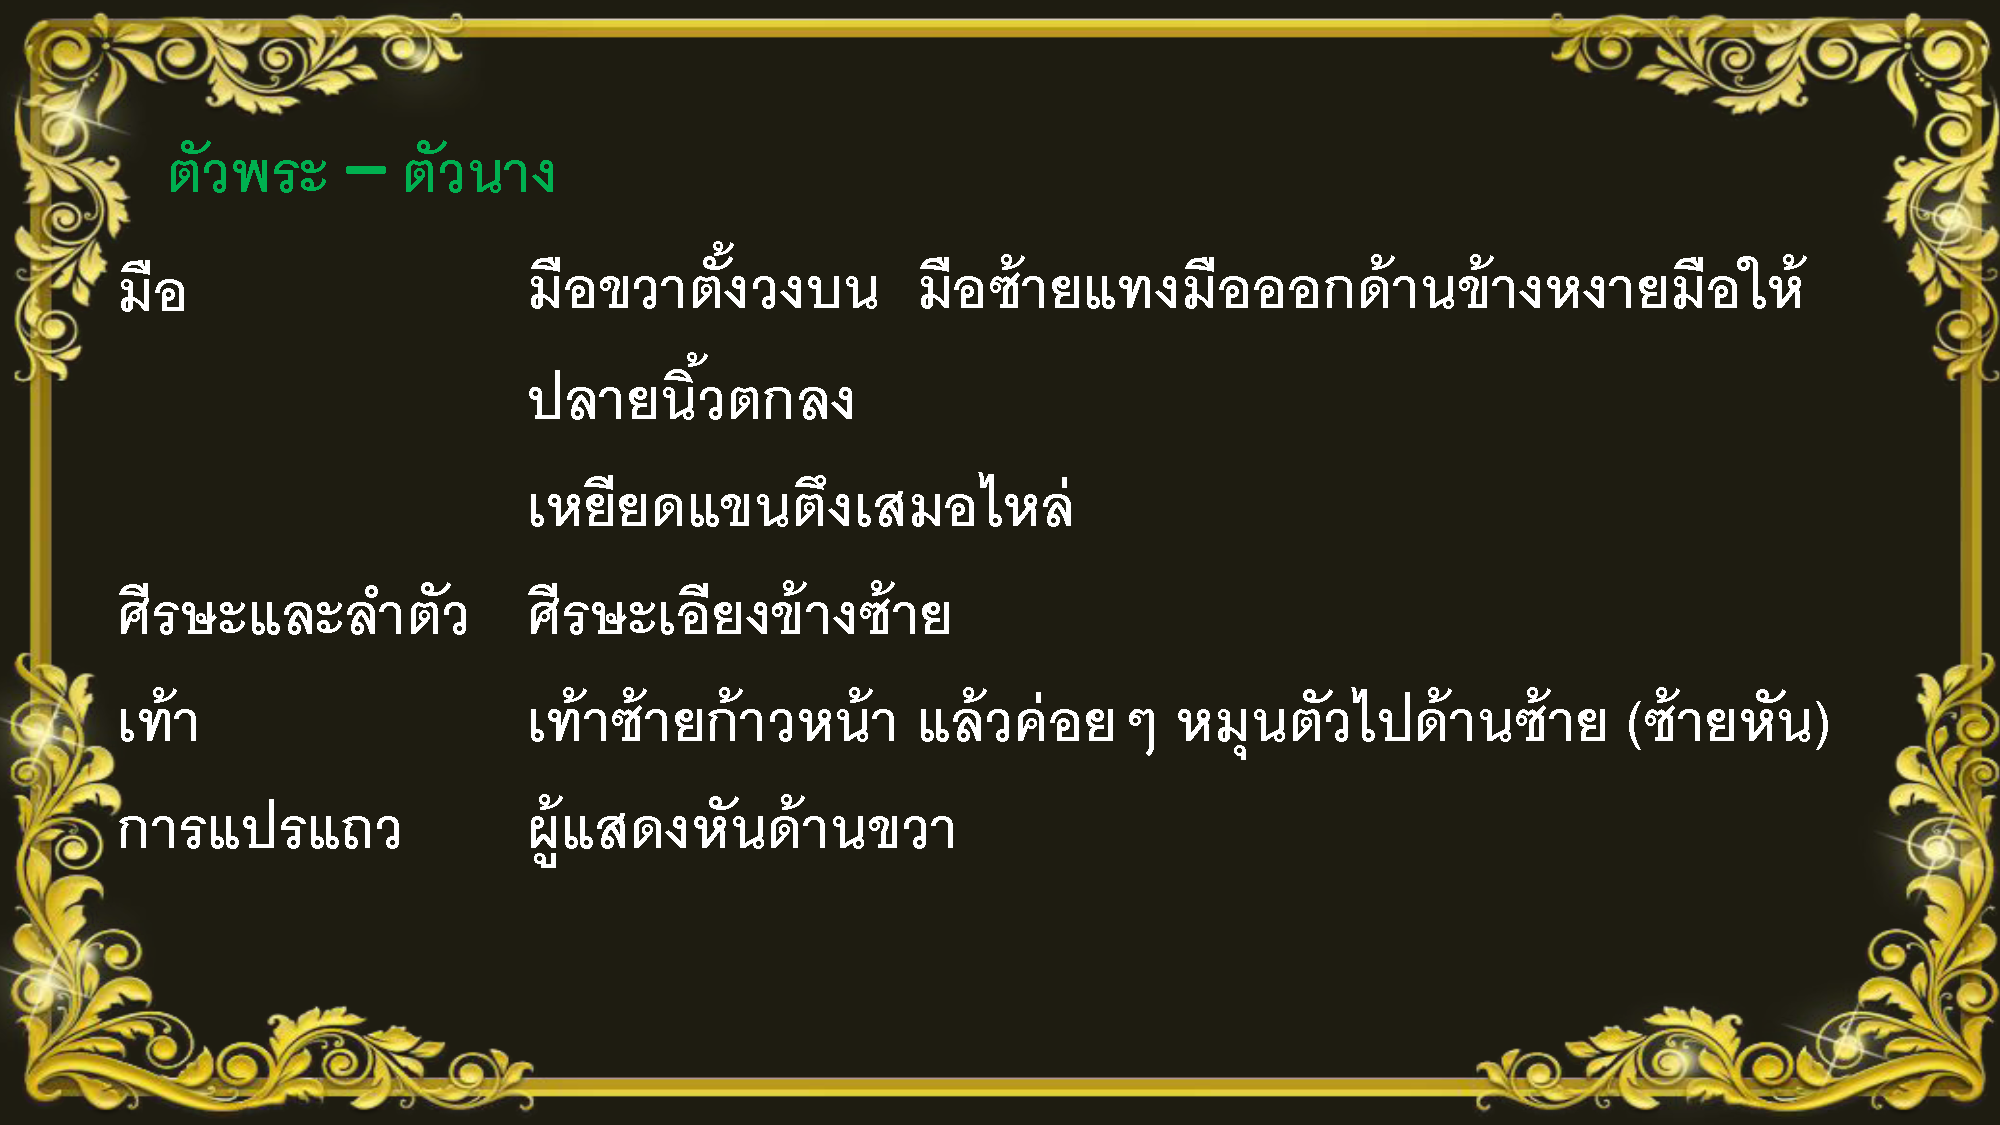 ตัวพระ – ตัวนาง
มือ มือขวาตั้งวงบน มือซ้ายแทงมือออกด้านข้างหงายมือให้
ปลายนิ้วตกลง
เหยียดแขนตึงเสมอไหล่
ศีรษะและลำตัว ศีรษะเอียงข้างซ้าย
เท้า เท้าซ้ายก้าวหน้า แล้วค่อย ๆ หมุนตัวไปด้านซ้าย (ซ้ายหัน)
การแปรแถว ผู้แสดงหันด้านขวา